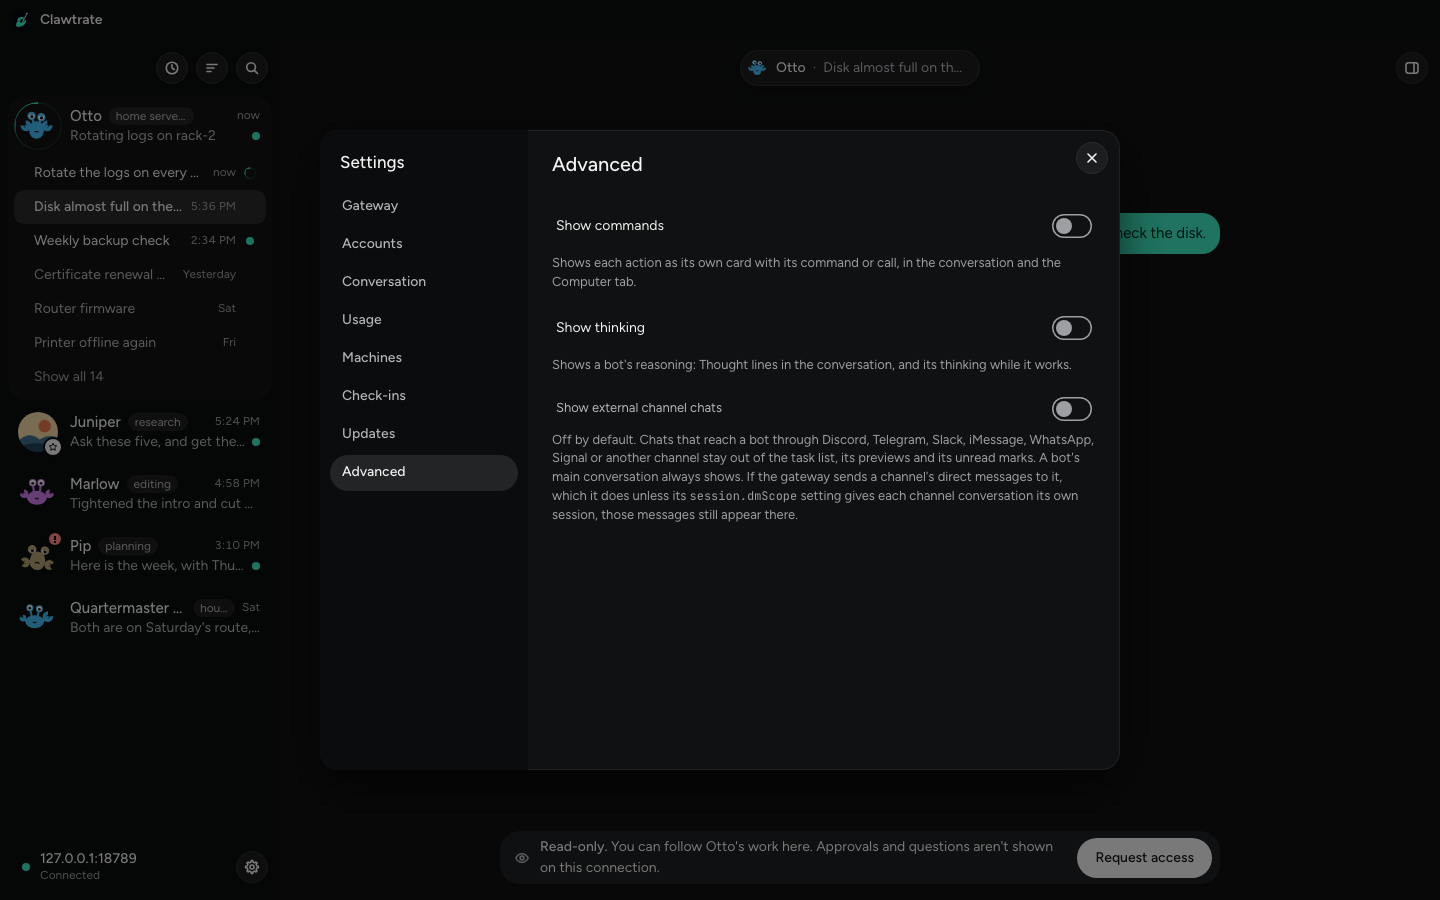 Clawtrate
Otto · Disk almost full on th...
Otto home serve... now
Rotating logs on rack-2
Rotate the logs on every ... now
Disk almost full on the... 5:36 PM
Weekly backup check 2:34 PM
Certificate renewal ... Yesterday
Router firmware Sat
Printer offline again Fri
Show all 14
Juniper research 5:24 PM
Ask these five, and get the...
Marlow editing 4:58 PM
Tightened the intro and cut ...
Pip planning 3:10 PM
Here is the week, with Thu...
Quartermaster ... hou... Sat
Both are on Saturday's route,...
127.0.0.1:18789
Connected
Settings
Gateway
Accounts
Conversation
Usage
Machines
Check-ins
Updates
Advanced
Advanced
Show commands
Shows each action as its own card with its command or call, in the conversation and the
Computer tab.
Show thinking
Shows a bot's reasoning: Thought lines in the conversation, and its thinking while it works.
Show external channel chats
Off by default. Chats that reach a bot through Discord, Telegram, Slack, iMessage, WhatsApp,
Signal or another channel stay out of the task list, its previews and its unread marks. A bot's
main conversation always shows. If the gateway sends a channel's direct messages to it,
which it does unless its session.dmScope setting gives each channel conversation its own
session, those messages still appear there.
the disk.
Read-only. You can follow Otto's work here. Approvals and questions aren't shown
on this connection.
Request access